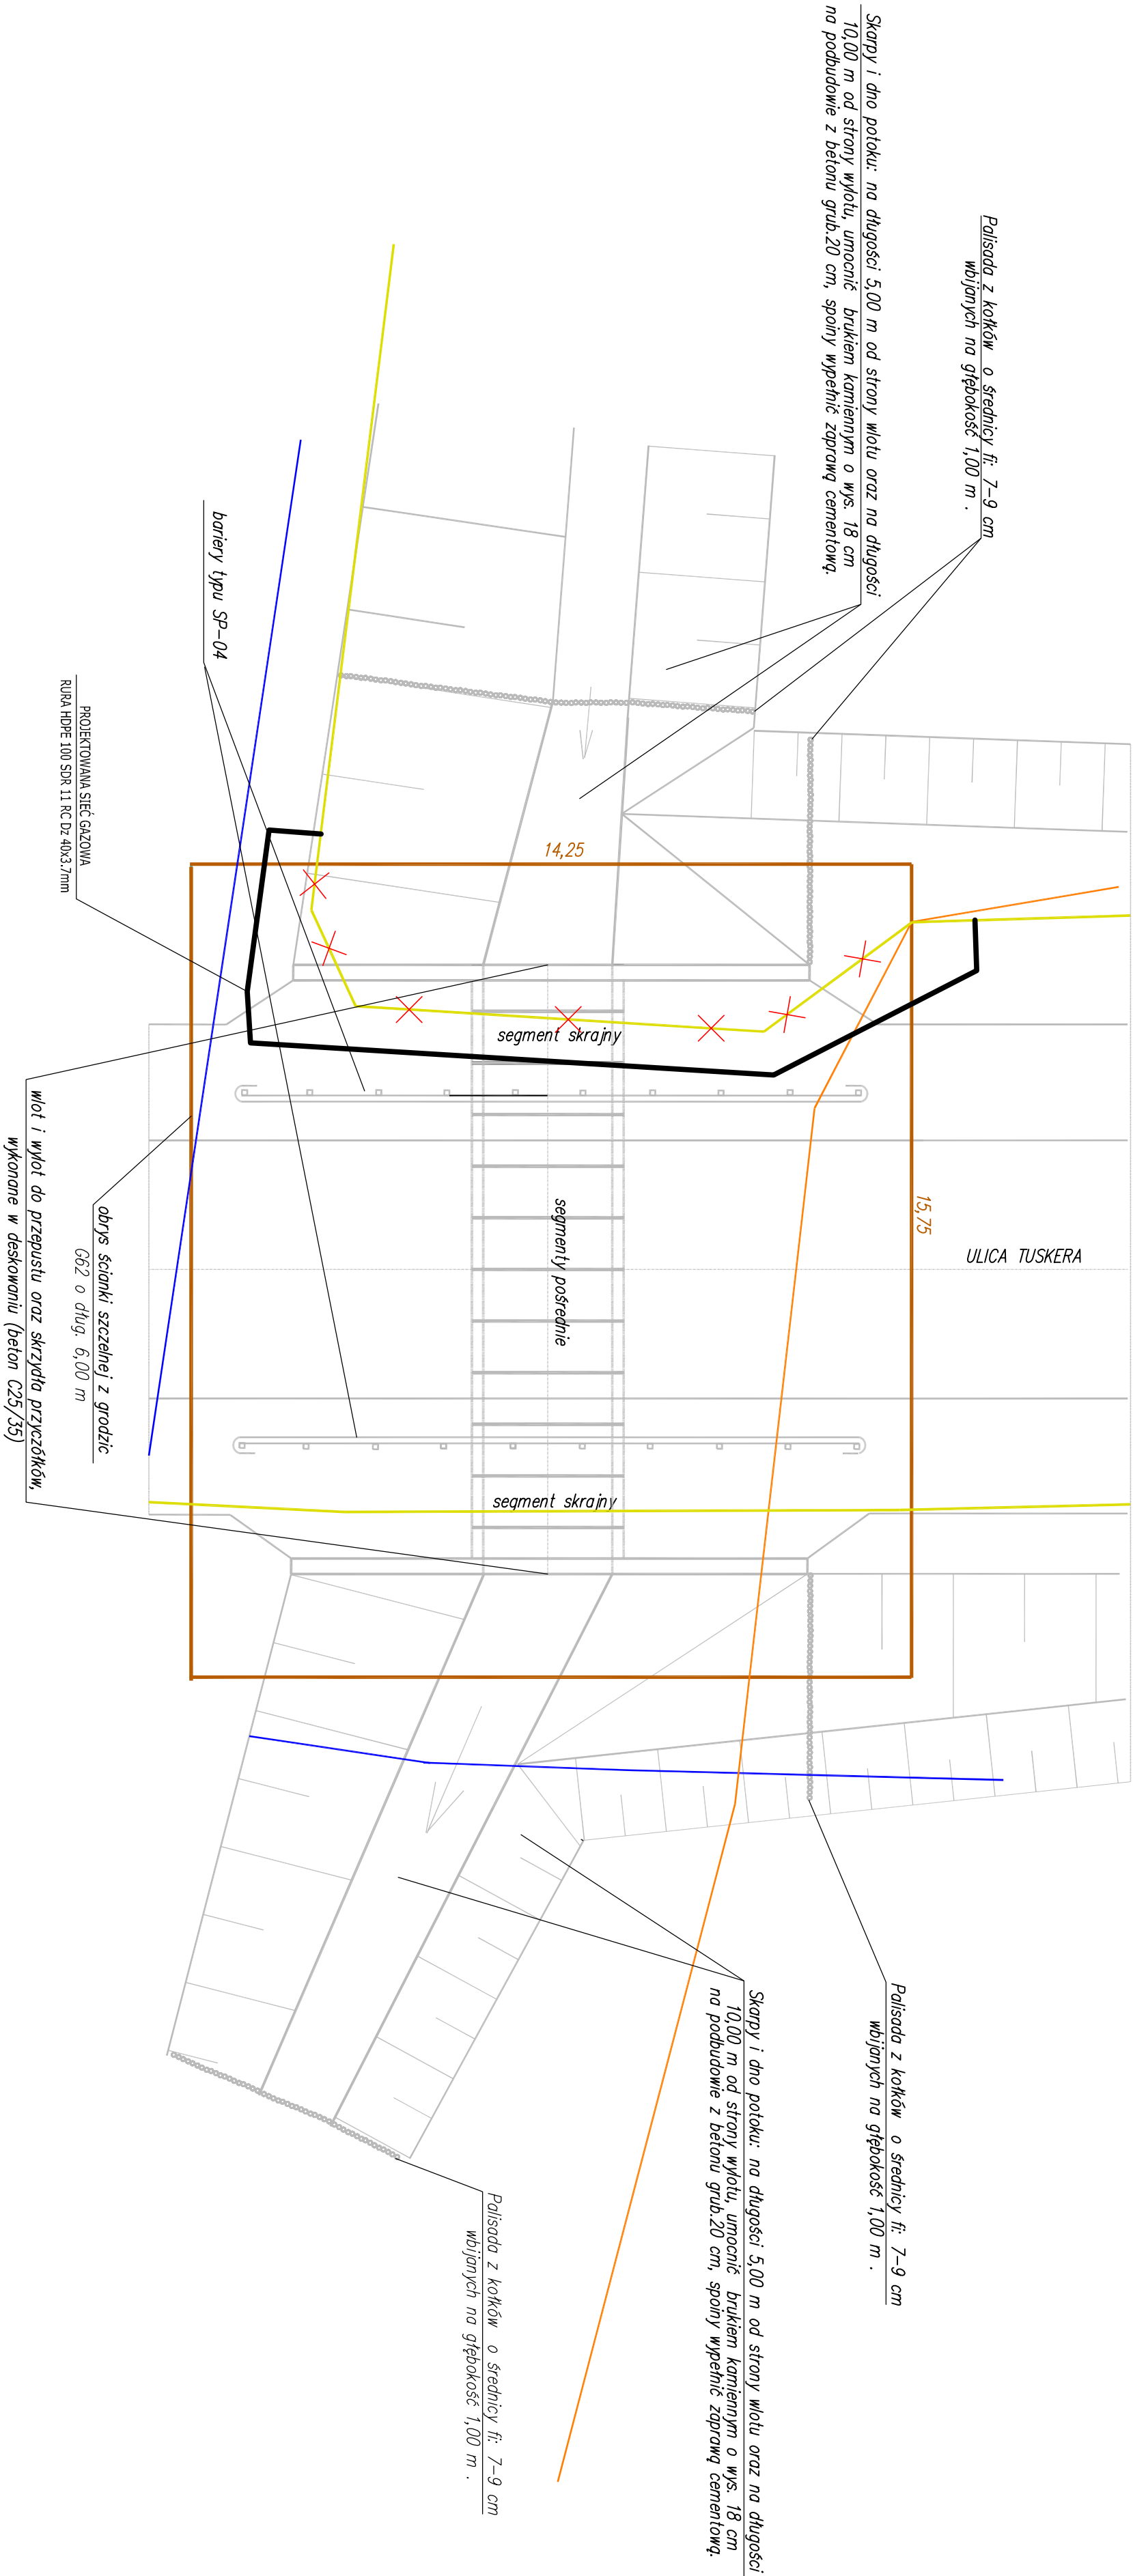 Skarpy i dno potoku: na długości 5,00 m od strony wlotu oraz na długości
10,00 m od strony wylotu, umocnić brukiem kamiennym o wys. 18 cm
na podbudowie z betonu grub.20 cm, spoiny wypełnić zaprawą cementową.
Palisada z kołków o średnicy fi: 7-9 cm
wbijanych na głębokość 1,00 m .
bariery typu SP-04
PROJEKTOWANA SIEĆ GAZOWA
RURA HDPE 100 SDR 11 RC Dz 40x3.7mm
14,25
segment skrajny
15,75
ULICA TUSKERA
segmenty pośrednie
obrys ścianki szczelnej z grodzic
G62 o dług. 6,00 m
wlot i wylot do przepustu oraz skrzydła przyczółków,
wykonane w deskowaniu (beton C25/35)
segment skrajny
Palisada z kołków o średnicy fi: 7-9 cm
wbijanych na głębokość 1,00 m .
Skarpy i dno potoku: na długości 5,00 m od strony wlotu oraz na długości
10,00 m od strony wylotu, umocnić brukiem kamiennym o wys. 18 cm
na podbudowie z betonu grub.20 cm, spoiny wypełnić zaprawą cementową.
Palisada z kołków o średnicy fi: 7-9 cm
wbijanych na głębokość 1,00 m .